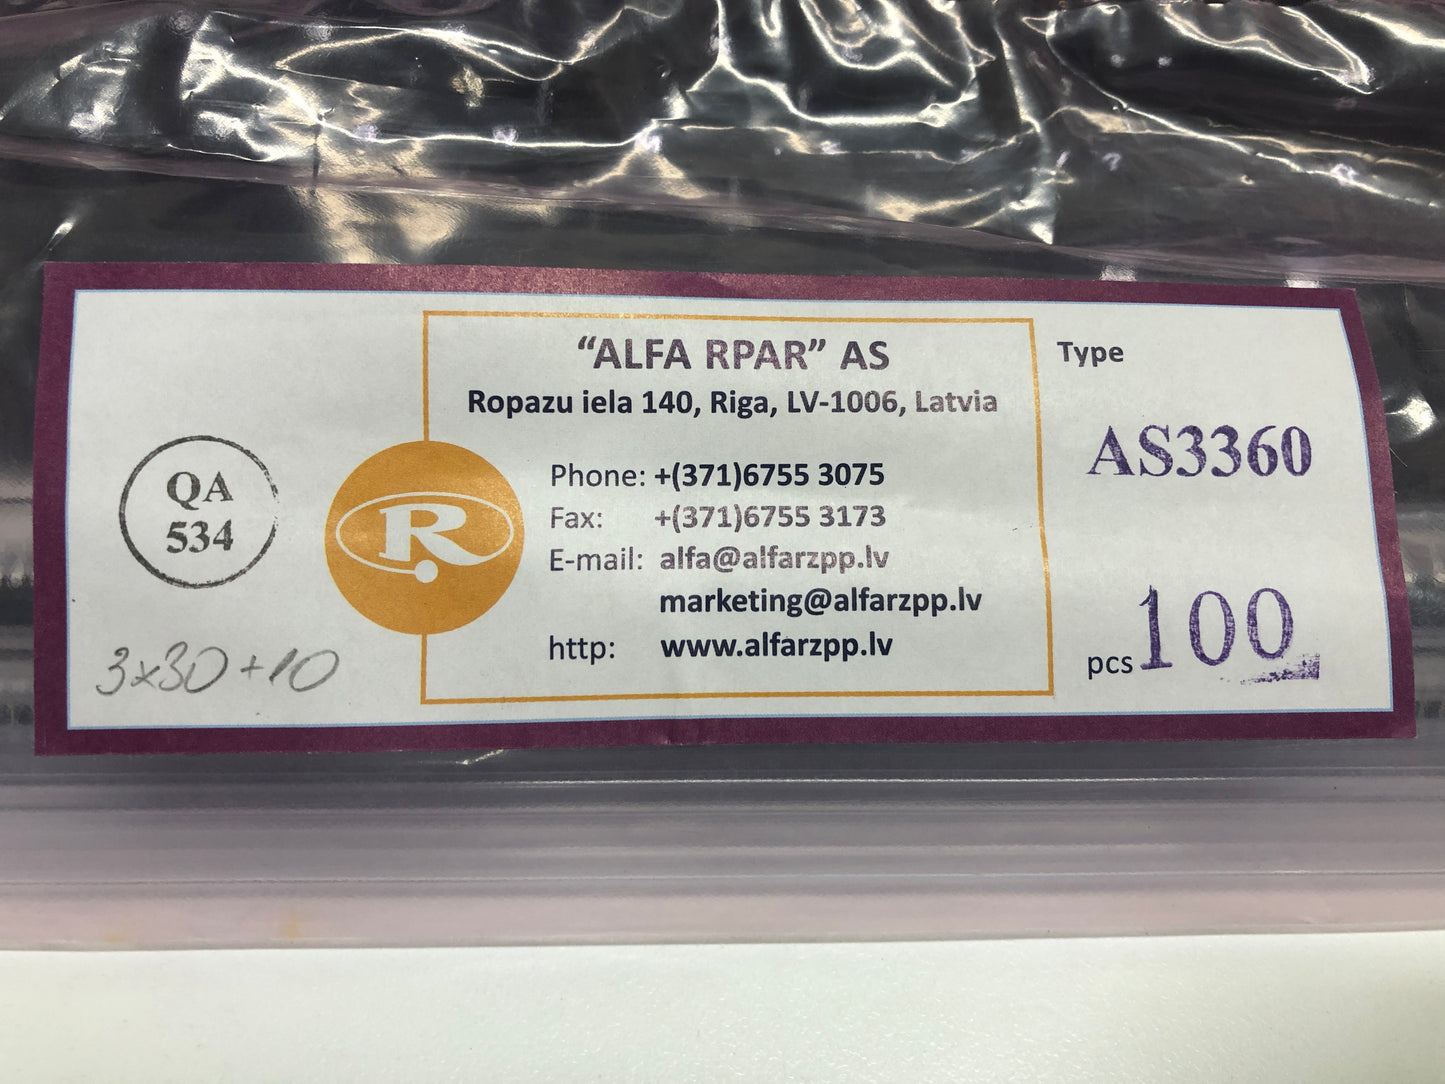 QA
534
3x30+10
R
“ALFA RPAR” AS
Ropazu iela 140, Riga, LV-1006, Latvia
Phone: +(371)6755 3075
Fax: +(371)6755 3173
E-mail: alfa@alfarzpp.lv
marketing@alfarzpp.lv
http: www.alfarzpp.lv
Type
AS3360
pcs 100